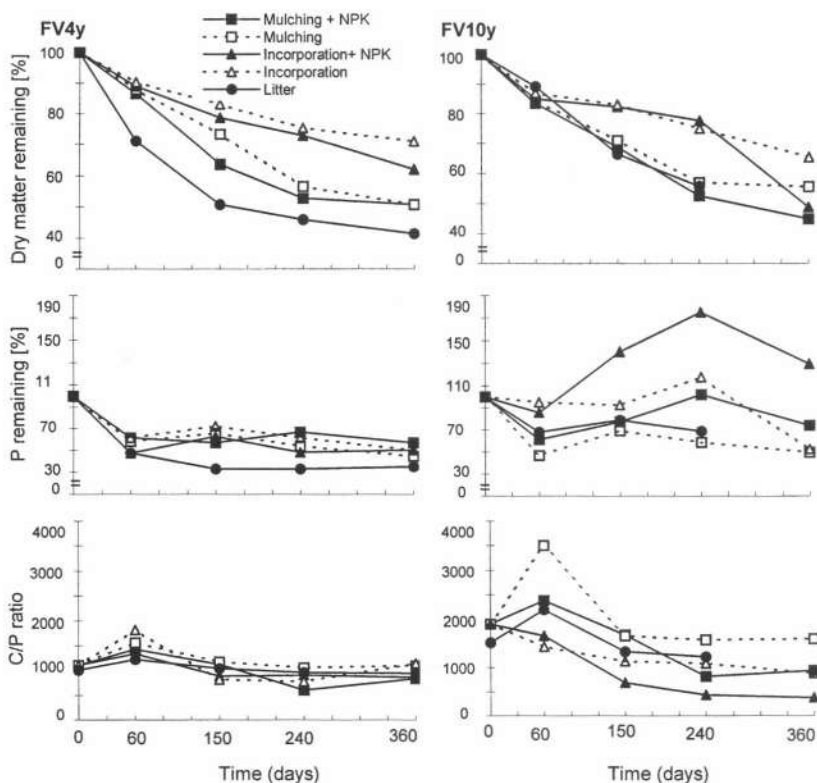 FV4y
Mulching + NPK
Mulching
Incorporation+ NPK
Incorporation
Litter
FV10y
Dry matter remaining [%]
100
80
60
40
0
100
80
60
40
0
P remaining [%]
190
150
11
70
30
0
190
150
110
70
30
0
C/P ratio
4000
3000
2000
1000
0
4000
3000
2000
1000
0
0 60 150 240 360
0 60 150 240 360
Time (days)
Time (days)